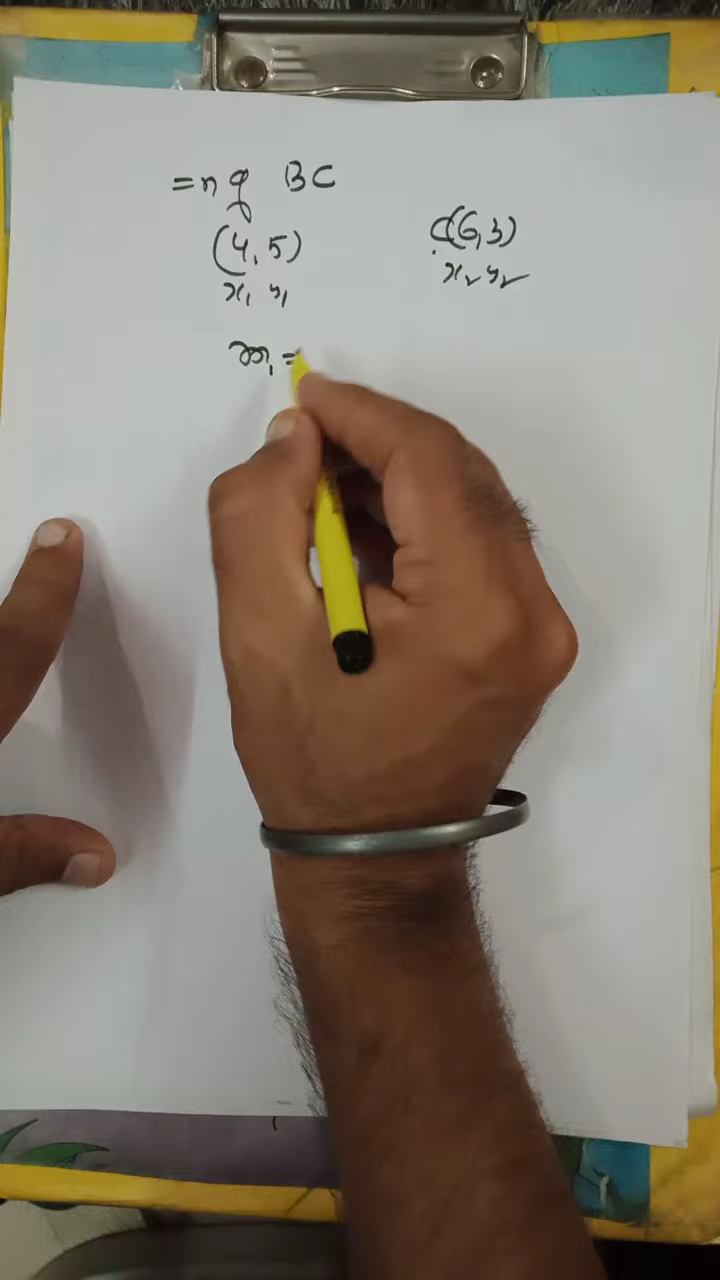 =n of BC
(4,5) C(6,3)
x₁ y₁ x₂ y₂
m₁ =